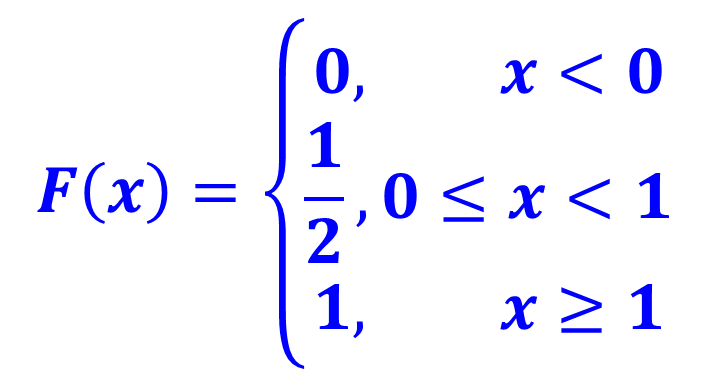 0, x < 0
F(x) = { 1/2 , 0 ≤ x < 1
1, x ≥ 1